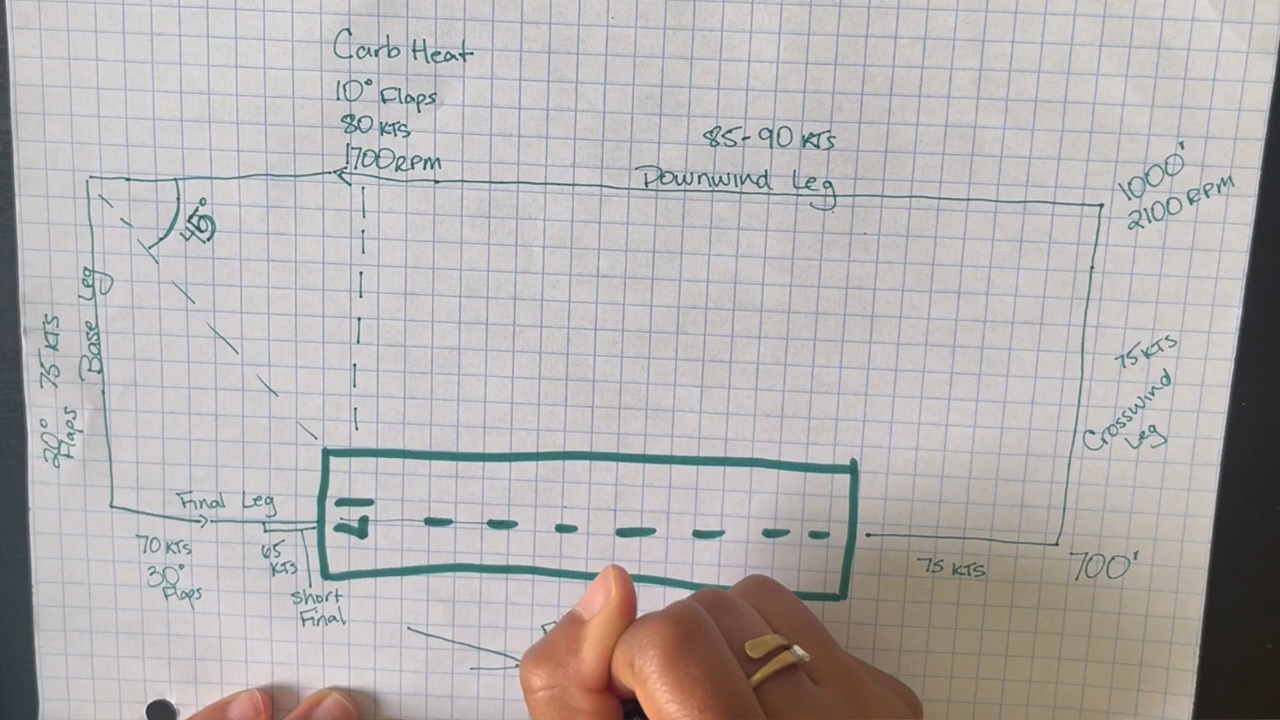 Carb Heat
10° Flaps
80 KTS
1700 RPM
85-90 KTS
Downwind Leg
1000'
2100 RPM
45°
Base Leg
20° 75 KTS
Flaps
75 KTS
Crosswind
Leg
Final Leg
70 KTS
30°
Flaps
65
KTS
Short
Final
17
75 KTS
700'